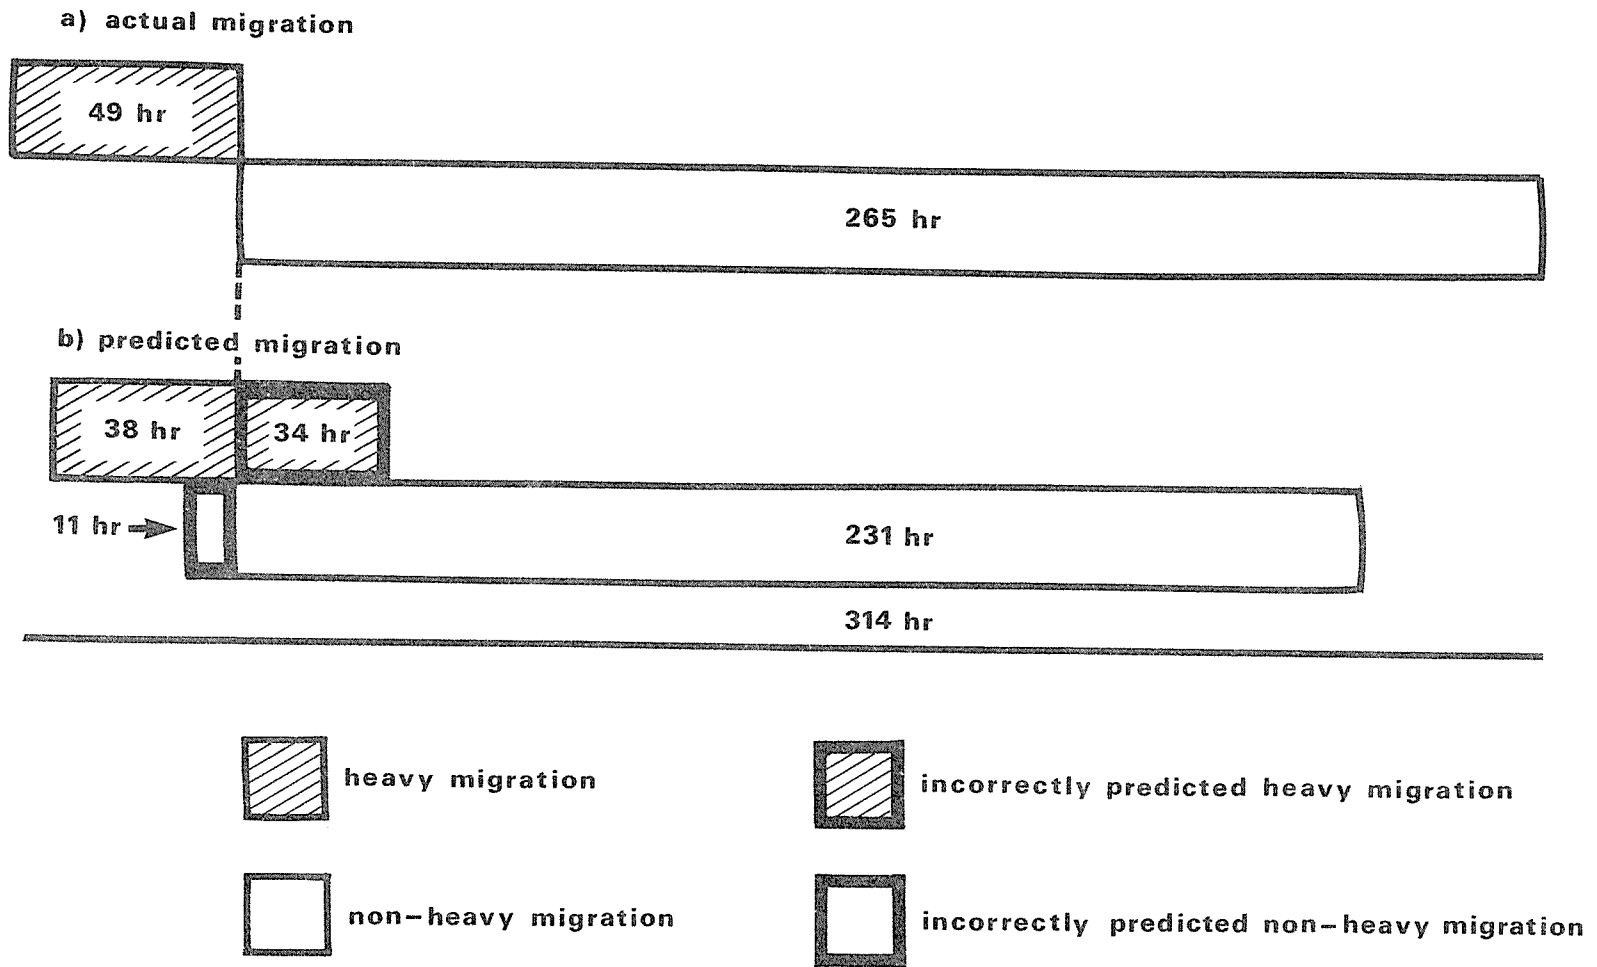 a) actual migration
49 hr
265 hr
b) predicted migration
38 hr
34 hr
11 hr
231 hr
314 hr
heavy migration
incorrectly predicted heavy migration
non-heavy migration
incorrectly predicted non-heavy migration